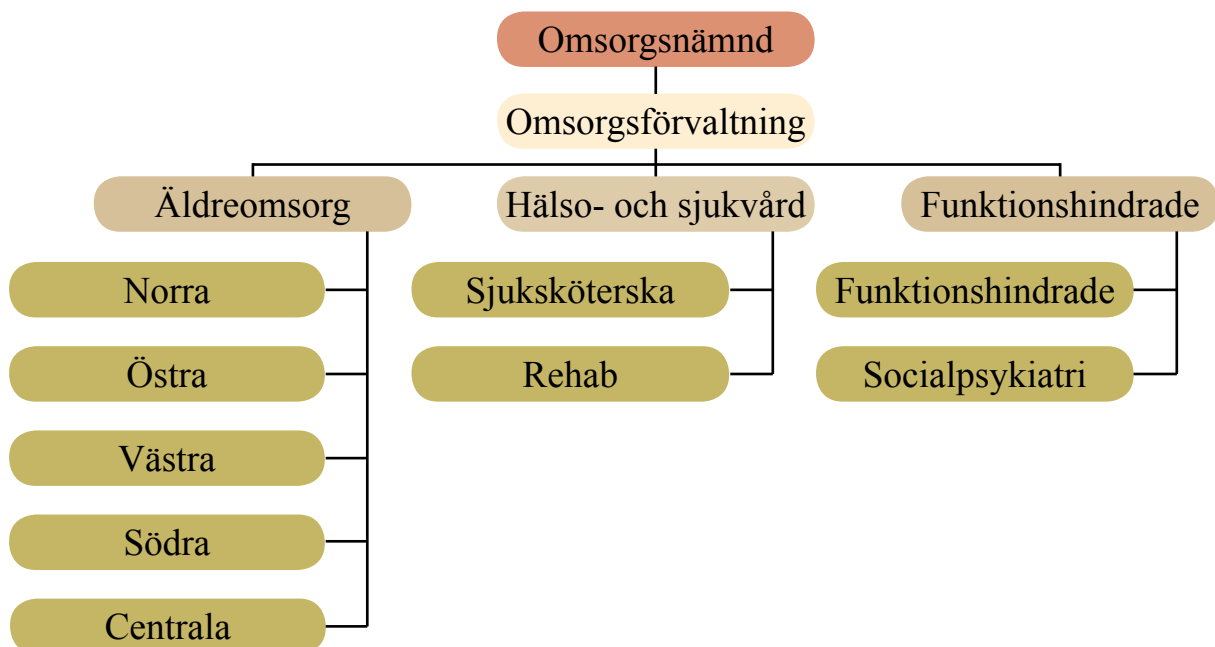 Omsorgsnämnd
Omsorgsförvaltning
Äldreomsorg
Hälso- och sjukvård
Funktionshindrade
Norra
Östra
Västra
Södra
Centrala
Sjuksköterska
Rehab
Funktionshindrade
Socialpsykiatri